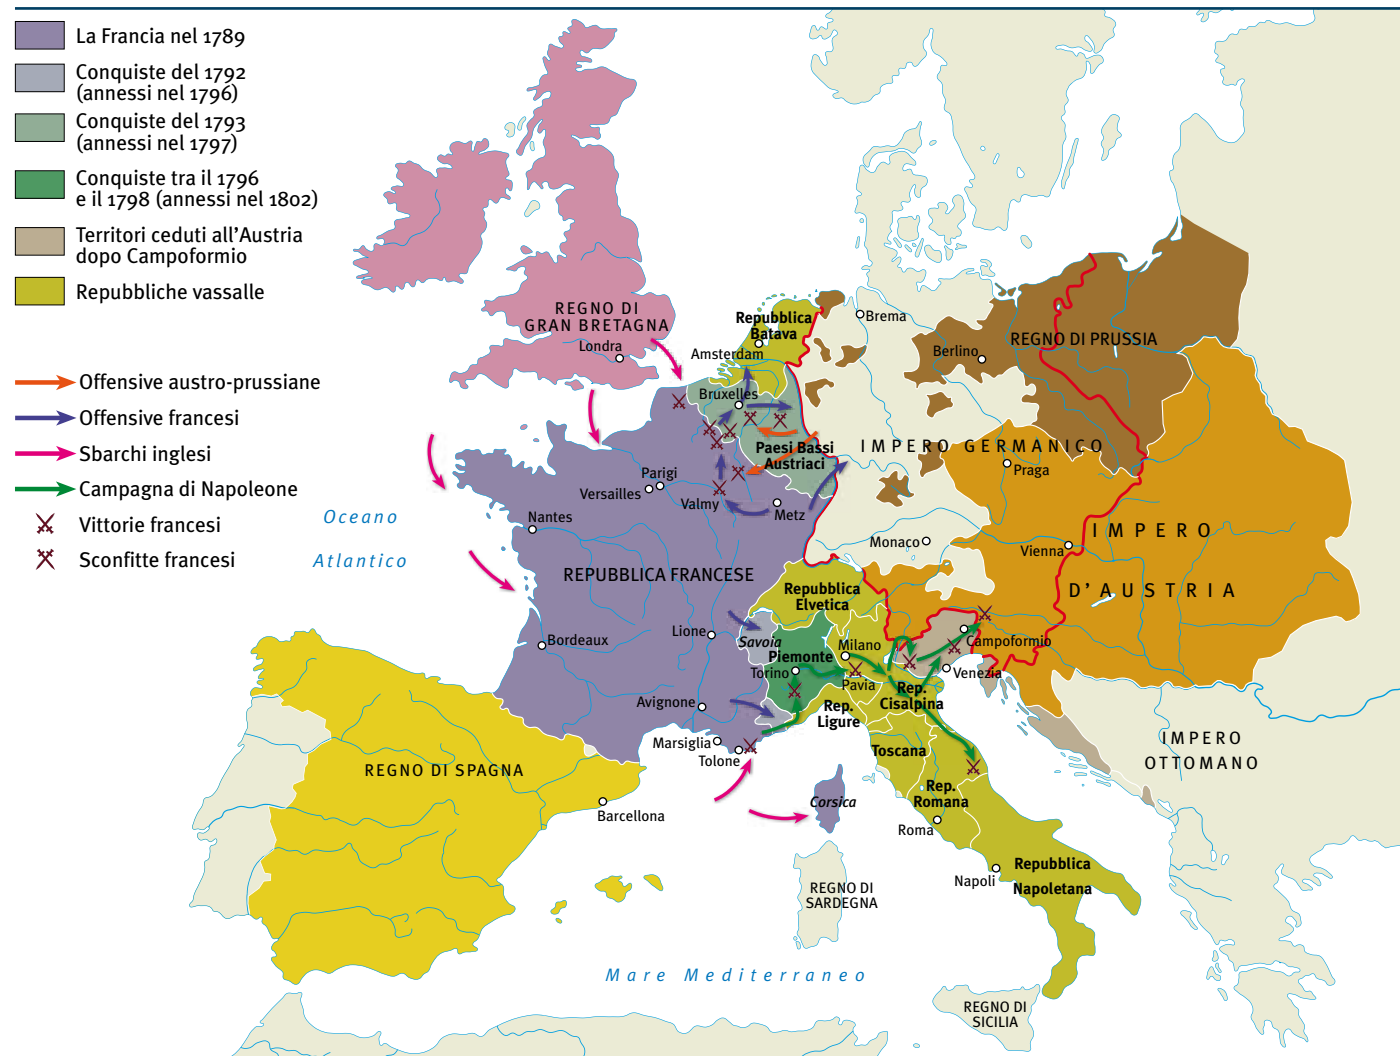 La Francia nel 1789
Conquiste del 1792
(annessi nel 1796)
Conquiste del 1793
(annessi nel 1797)
Conquiste tra il 1796
e il 1798 (annessi nel 1802)
Territori ceduti all'Austria
dopo Campoformio
Repubbliche vassalle
Offensive austro-prussiane
Offensive francesi
Sbarchi inglesi
Campagna di Napoleone
Vittorie francesi
Sconfitte francesi
REGNO DI
GRAN BRETAGNA
Londra
Repubblica
Batava
Amsterdam
Brema
Berlino
REGNO DI PRUSSIA
Bruxelles
Paesi Bassi
Austriaci
IMPERO GERMANICO
Praga
Parigi
Versailles
Valmy
Metz
Oceano
Atlantico
Nantes
Monaco
Vienna
IMPERO
D'AUSTRIA
REPUBBLICA FRANCESE
Repubblica
Elvetica
Bordeaux
Lione
Savoia
Piemonte
Torino
Milano
Pavia
Campoformio
Venezia
Rep.
Cisalpina
Rep.
Ligure
Avignone
Marsiglia
Tolone
Toscana
IMPERO
OTTOMANO
REGNO DI SPAGNA
Barcellona
Corsica
Rep.
Romana
Roma
REGNO DI
SARDEGNA
Napoli
Repubblica
Napoletana
Mare Mediterraneo
REGNO DI
SICILIA